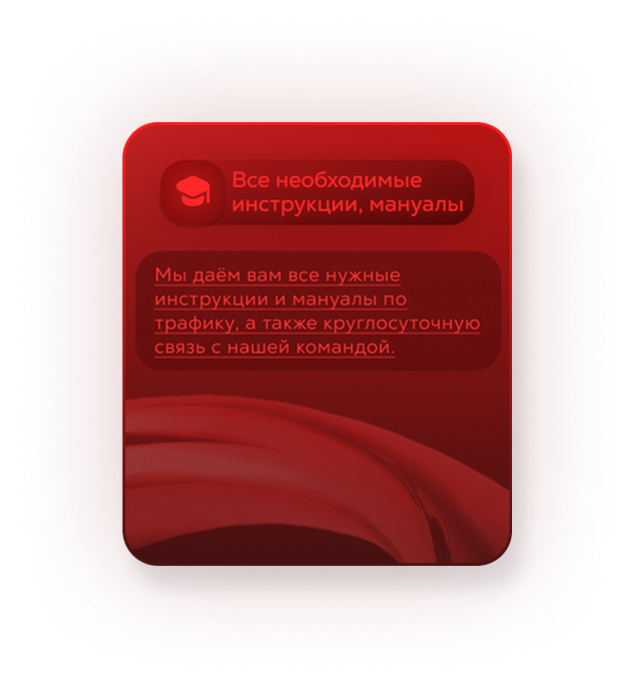 Все необходимые
инструкции, мануалы
Мы даём вам все нужные
инструкции и мануалы по
трафику, а также круглосуточную
связь с нашей командой.